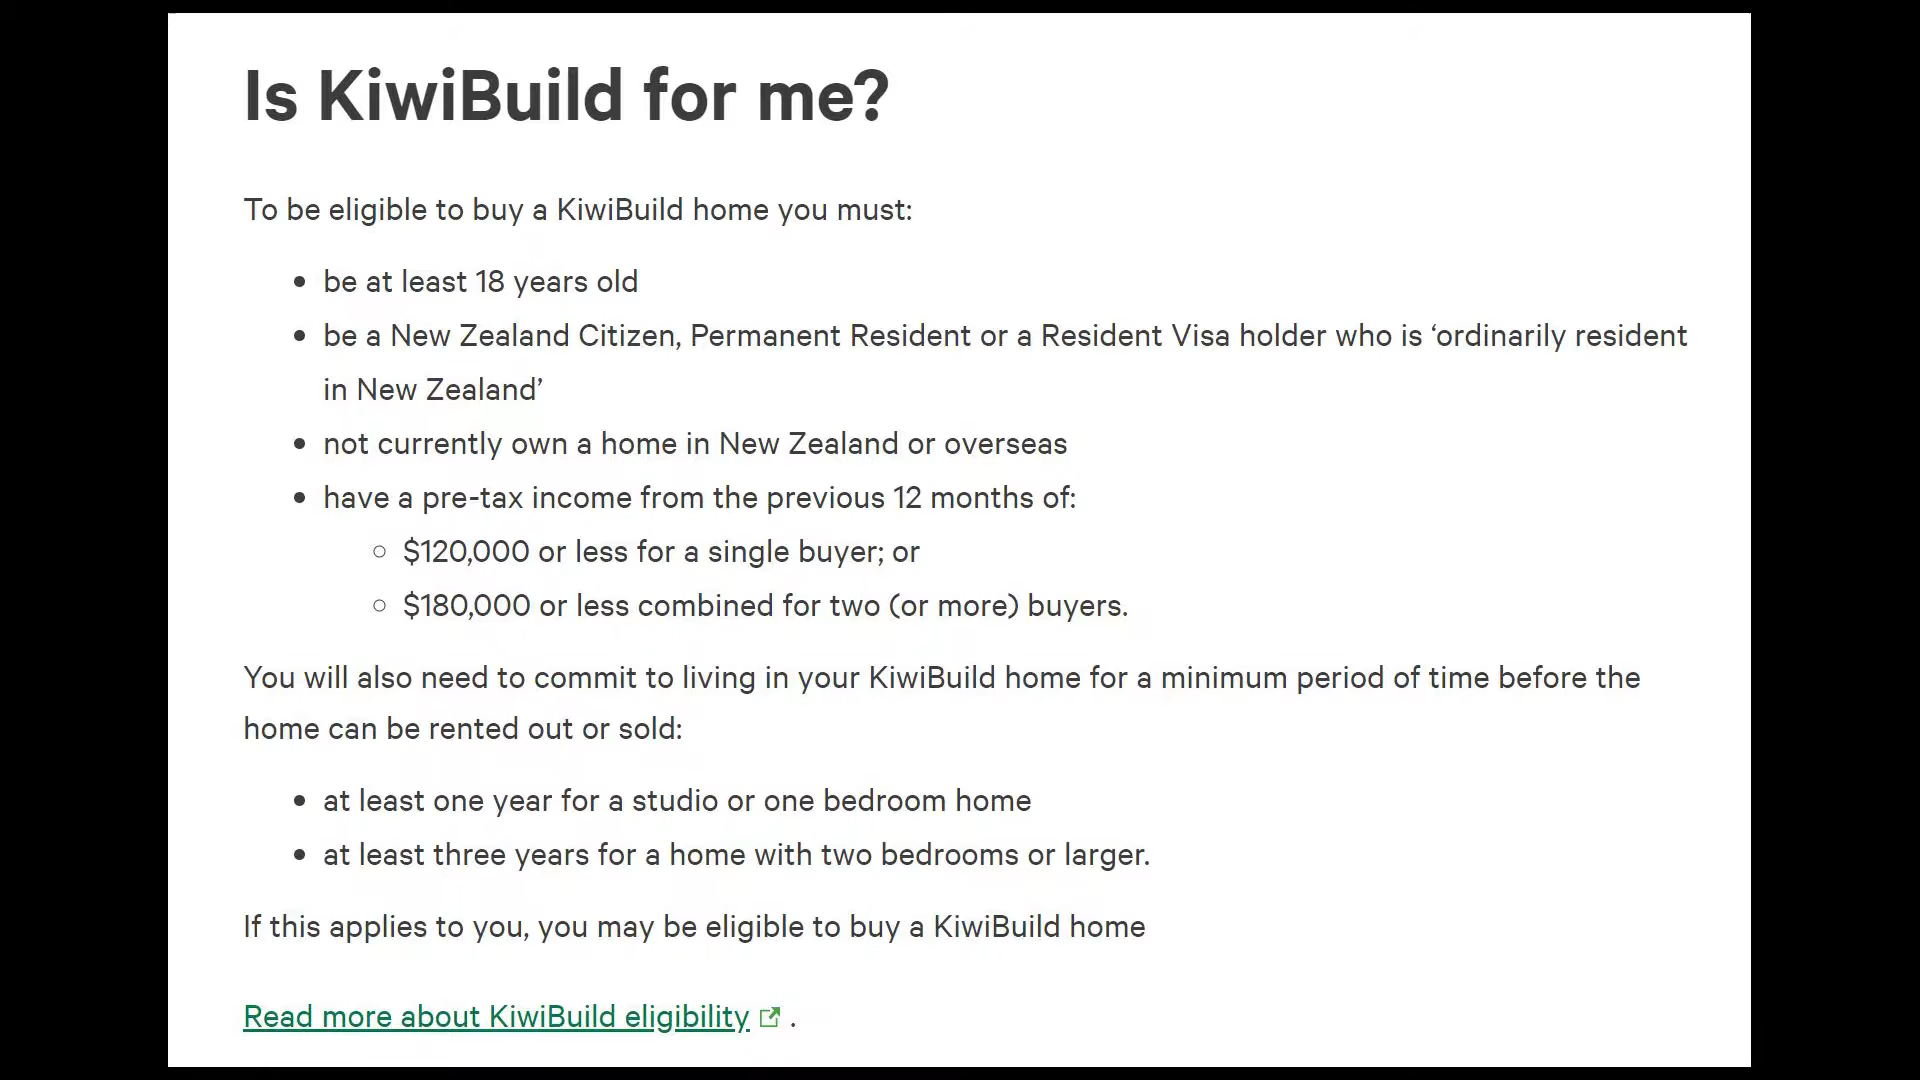 Is KiwiBuild for me?
To be eligible to buy a KiwiBuild home you must:
• be at least 18 years old
• be a New Zealand Citizen, Permanent Resident or a Resident Visa holder who is ‘ordinarily resident
in New Zealand’
• not currently own a home in New Zealand or overseas
• have a pre-tax income from the previous 12 months of:
○ $120,000 or less for a single buyer; or
○ $180,000 or less combined for two (or more) buyers.
You will also need to commit to living in your KiwiBuild home for a minimum period of time before the
home can be rented out or sold:
• at least one year for a studio or one bedroom home
• at least three years for a home with two bedrooms or larger.
If this applies to you, you may be eligible to buy a KiwiBuild home
Read more about KiwiBuild eligibility .